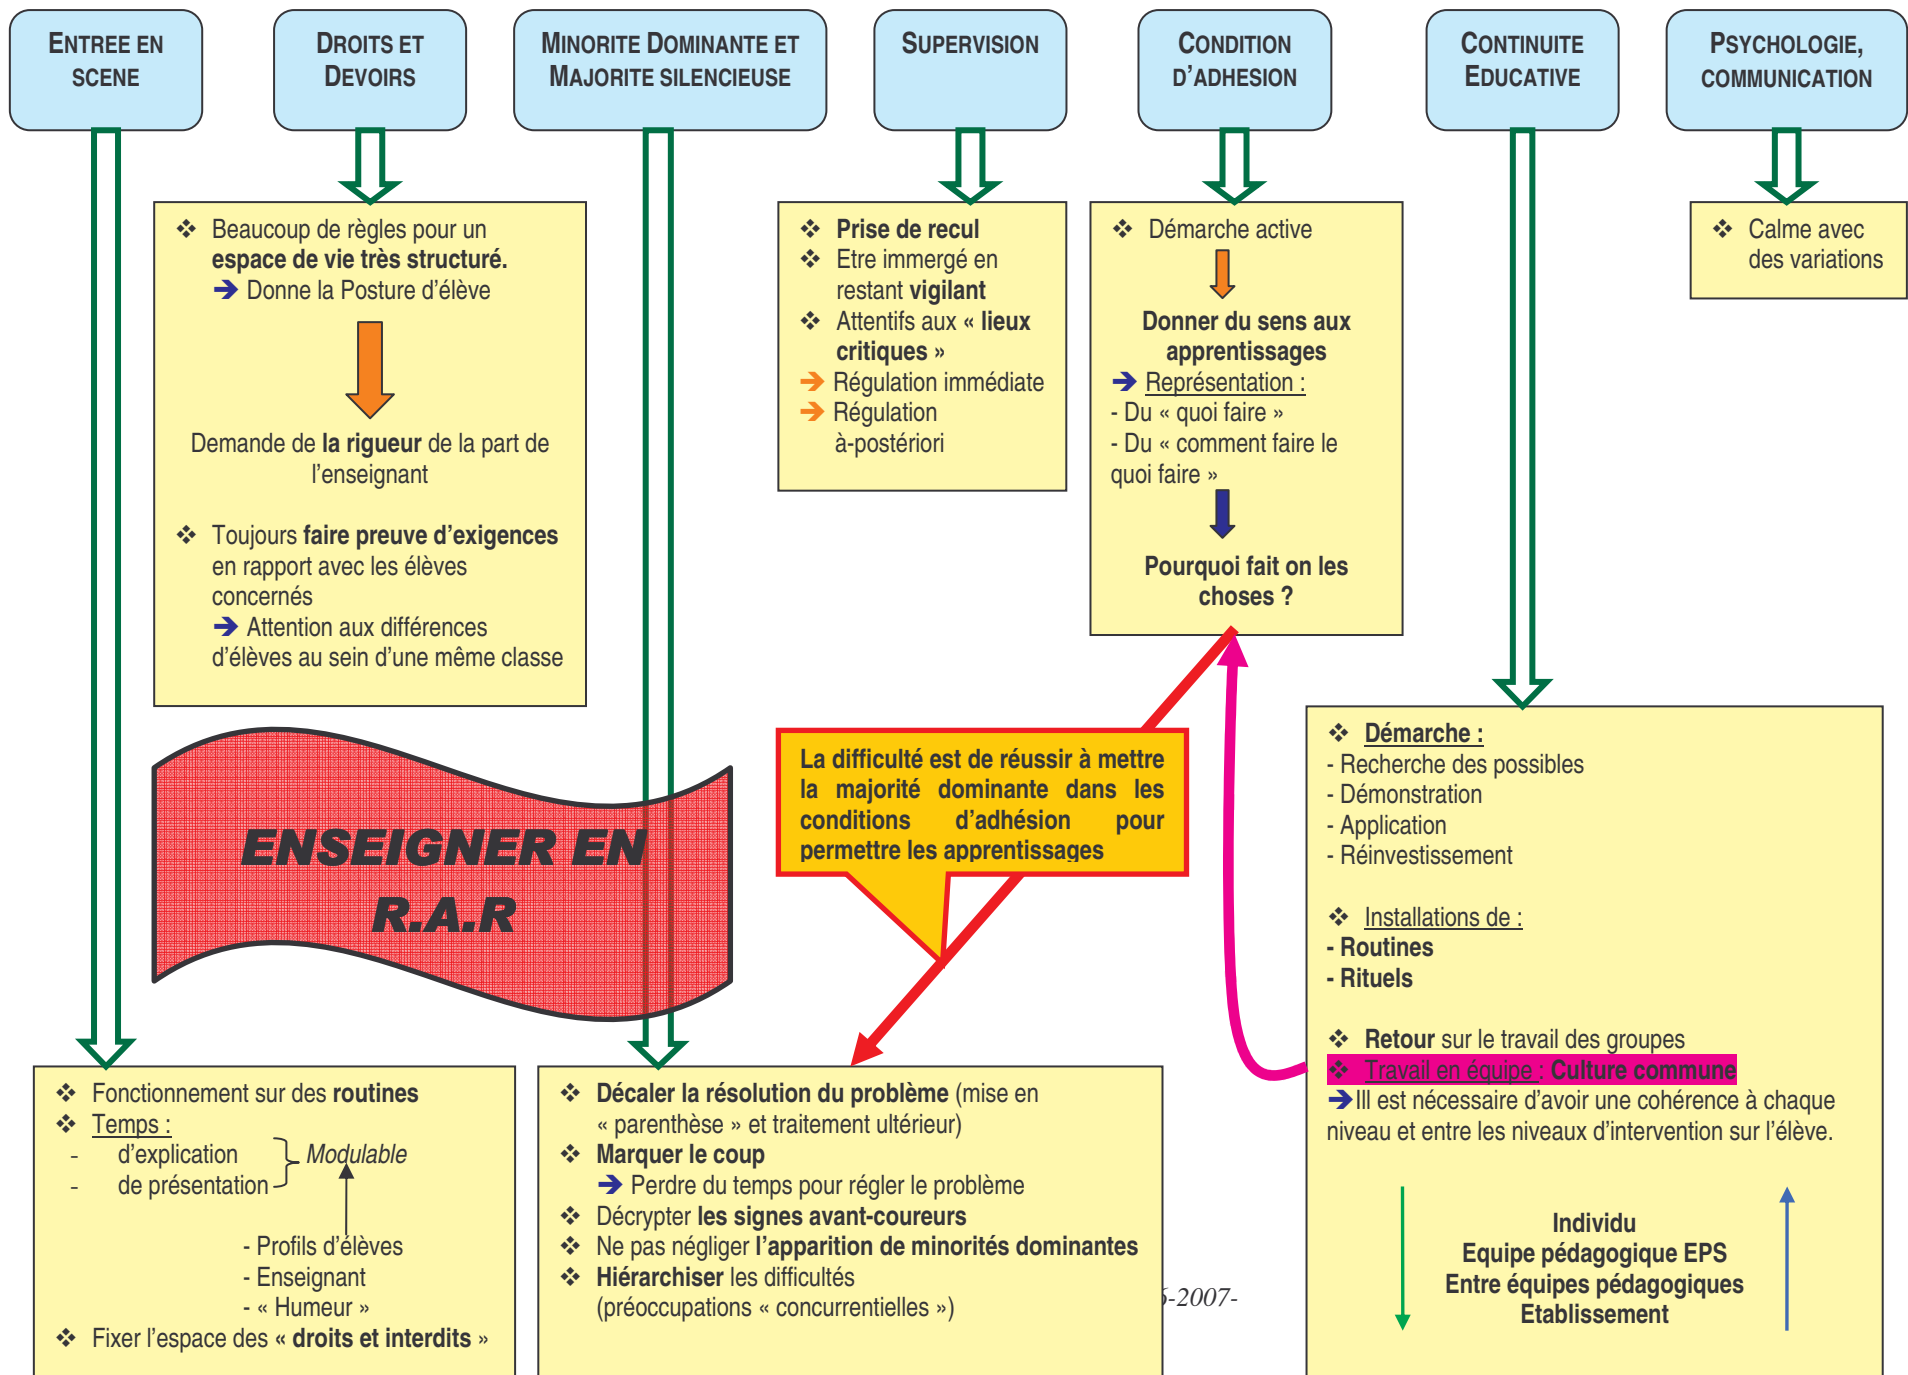 ENTREE EN
SCENE
DROITS ET
DEVOIRS
MINORITE DOMINANTE ET
MAJORITE SILENCIEUSE
SUPERVISION
CONDITION
D'ADHESION
CONTINUITE
EDUCATIVE
PSYCHOLOGIE,
COMMUNICATION
❖ Beaucoup de règles pour un
espace de vie très structuré.
➔ Donne la Posture d'élève
Demande de la rigueur de la part de
l'enseignant
❖ Toujours faire preuve d'exigences
en rapport avec les élèves
concernés
➔ Attention aux différences
d'élèves au sein d'une même classe
❖ Prise de recul
❖ Etre immergé en
restant vigilant
❖ Attentifs aux « lieux
critiques »
➔ Régulation immédiate
➔ Régulation
à-postériori
❖ Démarche active
Donner du sens aux
apprentissages
➔ Représentation :
- Du « quoi faire »
- Du « comment faire le
quoi faire »
Pourquoi fait on les
choses ?
❖ Calme avec
des variations
ENSEIGNER EN
R.A.R
La difficulté est de réussir à mettre
la majorité dominante dans les
conditions d'adhésion pour
permettre les apprentissages
❖ Démarche :
- Recherche des possibles
- Démonstration
- Application
- Réinvestissement
❖ Installations de :
- Routines
- Rituels
❖ Retour sur le travail des groupes
❖ Travail en équipe : Culture commune
➔Ill est nécessaire d'avoir une cohérence à chaque
niveau et entre les niveaux d'intervention sur l'élève.
Individu
Equipe pédagogique EPS
Entre équipes pédagogiques
Etablissement
❖ Fonctionnement sur des routines
❖ Temps :
- d'explication
- de présentation
Modulable
- Profils d'élèves
- Enseignant
- « Humeur »
❖ Fixer l'espace des « droits et interdits »
❖ Décaler la résolution du problème (mise en
« parenthèse » et traitement ultérieur)
❖ Marquer le coup
➔ Perdre du temps pour régler le problème
❖ Décrypter les signes avant-coureurs
❖ Ne pas négliger l'apparition de minorités dominantes
❖ Hiérarchiser les difficultés
(préoccupations « concurrentielles »)
-2007-